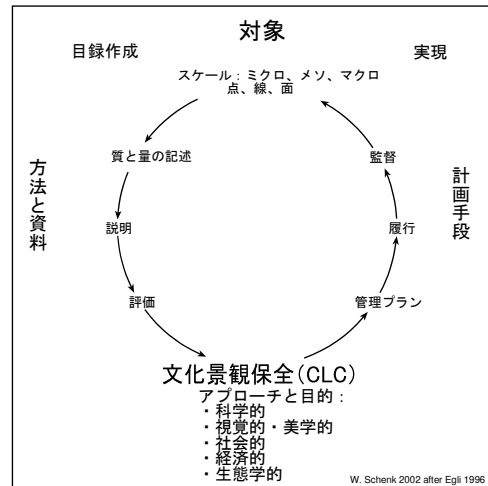 対象
目録作成
実現
スケール：ミクロ、メソ、マクロ
点、線、面
質と量の記述
監督
方法と資料
計画手段
説明
履行
評価
管理プラン
文化景観保全(CLC)
アプローチと目的：
・科学的
・視覚的・美学的
・社会的
・経済的
・生態学的
W. Schenk 2002 after Egli 1996